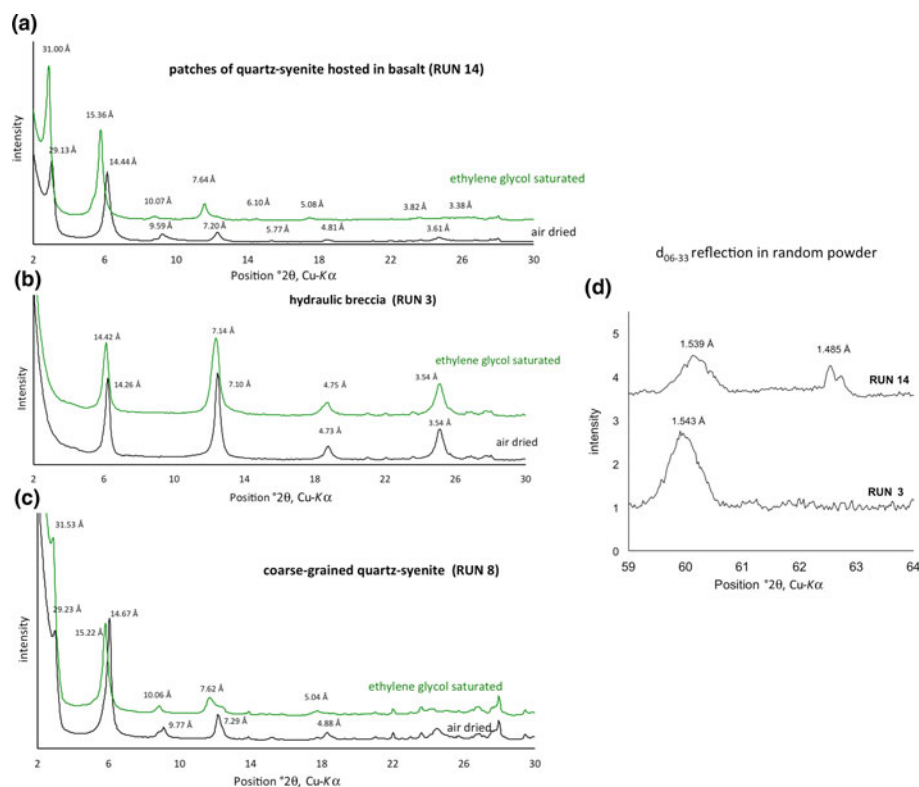 (a)
31.00 Å
patches of quartz-syenite hosted in basalt (RUN 14)
15.36 Å
29.13 Å
14.44 Å
ethylene glycol saturated
7.64 Å
10.07 Å
6.10 Å
5.08 Å
3.82 Å
3.38 Å
9.59 Å
7.20 Å
5.77 Å
4.81 Å
3.61 Å
air dried
intensity
2 6 10 14 18 22 26 30
Position °2θ, Cu-Kα
(b)
hydraulic breccia (RUN 3)
14.42 Å
7.14 Å
ethylene glycol saturated
14.26 Å
7.10 Å
4.75 Å
3.54 Å
4.73 Å
3.54 Å
air dried
Intensity
2 6 10 14 18 22 26 30
Position °2θ, Cu-Kα
(c)
31.53 Å
coarse-grained quartz-syenite (RUN 8)
29.23 Å
15.22 Å
14.67 Å
ethylene glycol saturated
10.06 Å
7.62 Å
5.04 Å
9.77 Å
7.29 Å
4.88 Å
air dried
intensity
2 6 10 14 18 22 26 30
Position °2θ, Cu-Kα
d06-33 reflection in random powder
(d)
5
4
3
2
1
0
intensity
1.539 Å
1.485 Å
RUN 14
1.543 Å
RUN 3
59 60 61 62 63 64
Position °2θ, Cu-Kα